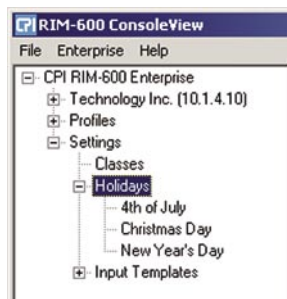 CPI RIM-600 ConsoleView
File Enterprise Help
CPI RIM-600 Enterprise
Technology Inc. (10.1.4.10)
Profiles
Settings
Classes
Holidays
4th of July
Christmas Day
New Year's Day
Input Templates